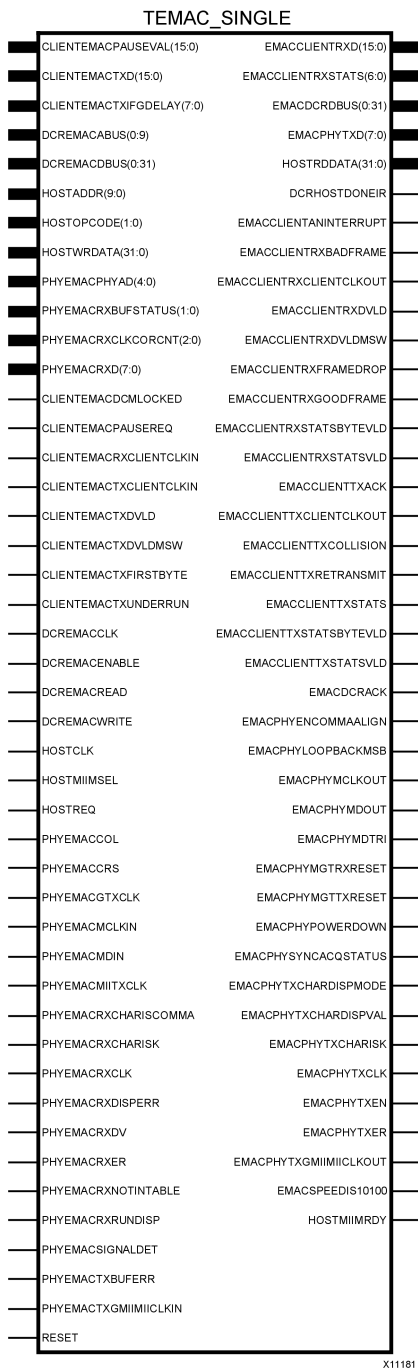 TEMAC_SINGLE
CLIENTEMACPAUSEVAL(15:0) EMACCLIENTRXD(15:0)
CLIENTEMACTXD(15:0) EMACCLIENTRXSTATS(6:0)
CLIENTEMACTXIFGDELAY(7:0) EMACDCRDBUS(0:31)
DCREMACABUS(0:9) EMACPHYTXD(7:0)
DCREMACDBUS(0:31) HOSTRDDATA(31:0)
HOSTADDR(9:0) DCRHOSTDONEIR
HOSTOPCODE(1:0) EMACCLIENTANINTERRUPT
HOSTWRDATA(31:0) EMACCLIENTRXBADFRAME
PHYEMACPHYAD(4:0) EMACCLIENTRXCLIENTCLKOUT
PHYEMACRXBUFSTATUS(1:0) EMACCLIENTRXDVLD
PHYEMACRXCLKCORCNT(2:0) EMACCLIENTRXDVLDMSW
PHYEMACRXD(7:0) EMACCLIENTRXFRAMEDROP
CLIENTEMACDCMLOCKED EMACCLIENTRXGOODFRAME
CLIENTEMACPAUSEREQ EMACCLIENTRXSTATSBYTEVLD
CLIENTEMACRXCLIENTCLKIN EMACCLIENTRXSTATSVLD
CLIENTEMACTXCLIENTCLKIN EMACCLIENTTXACK
CLIENTEMACTXDVLD EMACCLIENTTXCLIENTCLKOUT
CLIENTEMACTXDVLDMSW EMACCLIENTTXCOLLISION
CLIENTEMACTXFIRSTBYTE EMACCLIENTTXRETRANSMIT
CLIENTEMACTXUNDERRUN EMACCLIENTTXSTATS
DCREMACCLK EMACCLIENTTXSTATSBYTEVLD
DCREMACENABLE EMACCLIENTTXSTATSVLD
DCREMACREAD EMACDCRACK
DCREMACWRITE EMACPHYENCOMMAALIGN
HOSTCLK EMACPHYLOOPBACKMSB
HOSTMIIMSEL EMACPHYMCLKOUT
HOSTREQ EMACPHYMDOUT
PHYEMACCOL EMACPHYMDTRI
PHYEMACCRS EMACPHYMGTRXRESET
PHYEMACGTXCLK EMACPHYMGTTXRESET
PHYEMACMCLKIN EMACPHYPOWERDOWN
PHYEMACMDIN EMACPHYSYNCACQSTATUS
PHYEMACMIITXCLK EMACPHYTXCHARDISPMODE
PHYEMACRXCHARISCOMMA EMACPHYTXCHARDISPVAL
PHYEMACRXCHARISK EMACPHYTXCHARISK
PHYEMACRXCLK EMACPHYTXCLK
PHYEMACRXDISPERR EMACPHYTXEN
PHYEMACRXDV EMACPHYTXER
PHYEMACRXER EMACPHYTXGMIIMIICLKOUT
PHYEMACRXNOTINTABLE EMACSPEEDIS10100
PHYEMACRXRUNDISP HOSTMIIMRDY
PHYEMACSIGNALDET
PHYEMACTXBUFERR
PHYEMACTXGMIIMIICLKIN
RESET
X11181